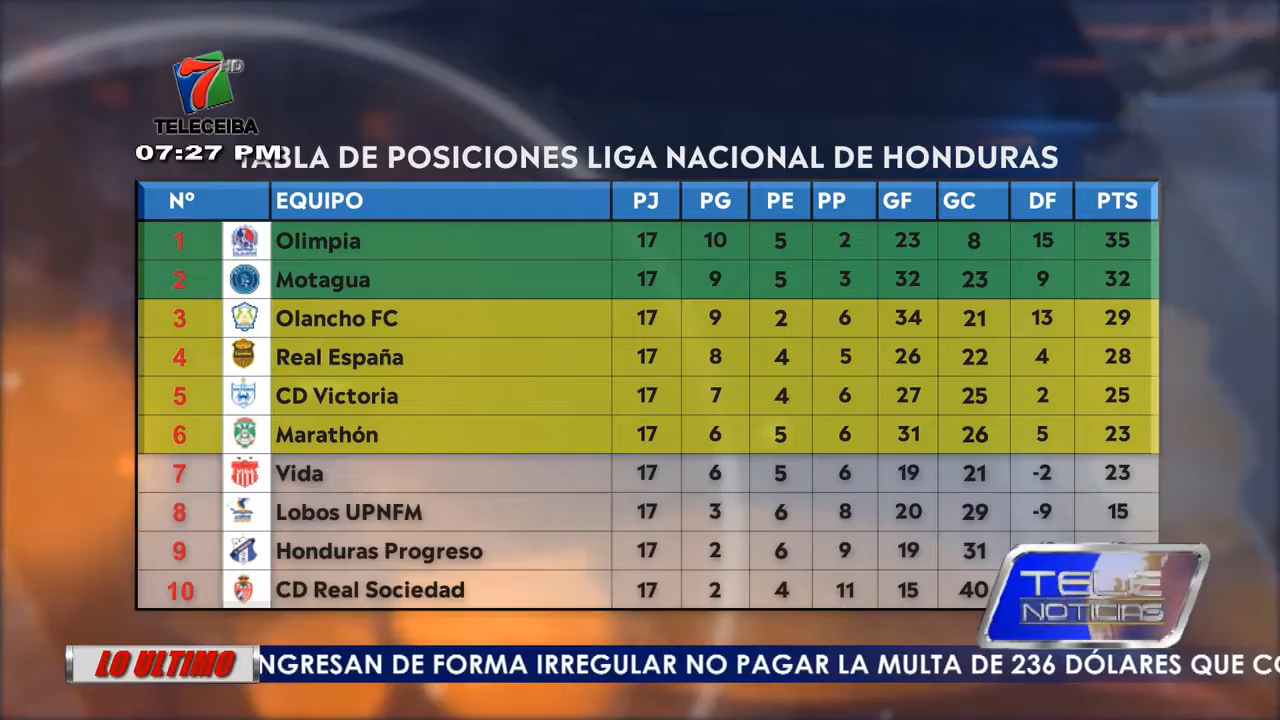 7 HD
TELECEIBA
07:27 PM
TABLA DE POSICIONES LIGA NACIONAL DE HONDURAS
Nº EQUIPO PJ PG PE PP GF GC DF PTS
1 Olimpia 17 10 5 2 23 8 15 35
2 Motagua 17 9 5 3 32 23 9 32
3 Olancho FC 17 9 2 6 34 21 13 29
4 Real España 17 8 4 5 26 22 4 28
5 CD Victoria 17 7 4 6 27 25 2 25
6 Marathón 17 6 5 6 31 26 5 23
7 Vida 17 6 5 6 19 21 -2 23
8 Lobos UPNFM 17 3 6 8 20 29 -9 15
9 Honduras Progreso 17 2 6 9 19 31
10 CD Real Sociedad 17 2 4 11 15 40
TELE
NOTICIAS
LO ULTIMO NGRESAN DE FORMA IRREGULAR NO PAGAR LA MULTA DE 236 DÓLARES QUE CO